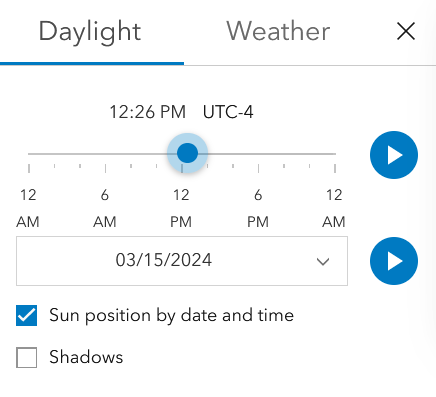 Daylight Weather
12:26 PM UTC-4
12 6 12 6 12
AM AM PM PM AM
03/15/2024
Sun position by date and time
Shadows